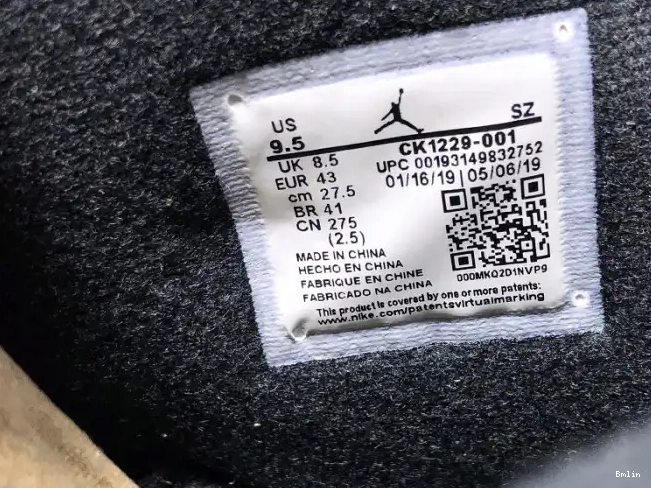 US
SZ
9.5
CK1229-001
UK 8.5
UPC 00193149832752
EUR 43
01/16/19 | 05/06/19
cm 27.5
BR 41
CN 275
(2.5)
000MKQ2D1NVP9
MADE IN CHINA
HECHO EN CHINA
FABRIQUE EN CHINE
FABRICADO NA CHINA
This product is covered by one or more patents:
www.nike.com/patentsvirtualmarking
Bmlin